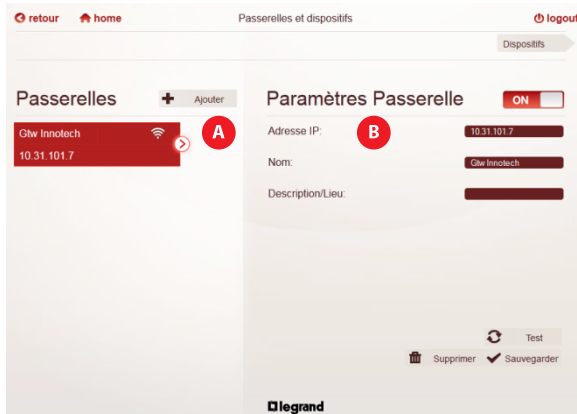 retour home Passerelles et dispositifs logout
Dispositifs
Passerelles Ajouter
Gtw Innotech
10.31.101.7
A
Paramètres Passerelle ON
Adresse IP: B 10.31.101.7
Nom: Gtw Innotech
Description/Lieu:
Test
Supprimer Sauvegarder
legrand